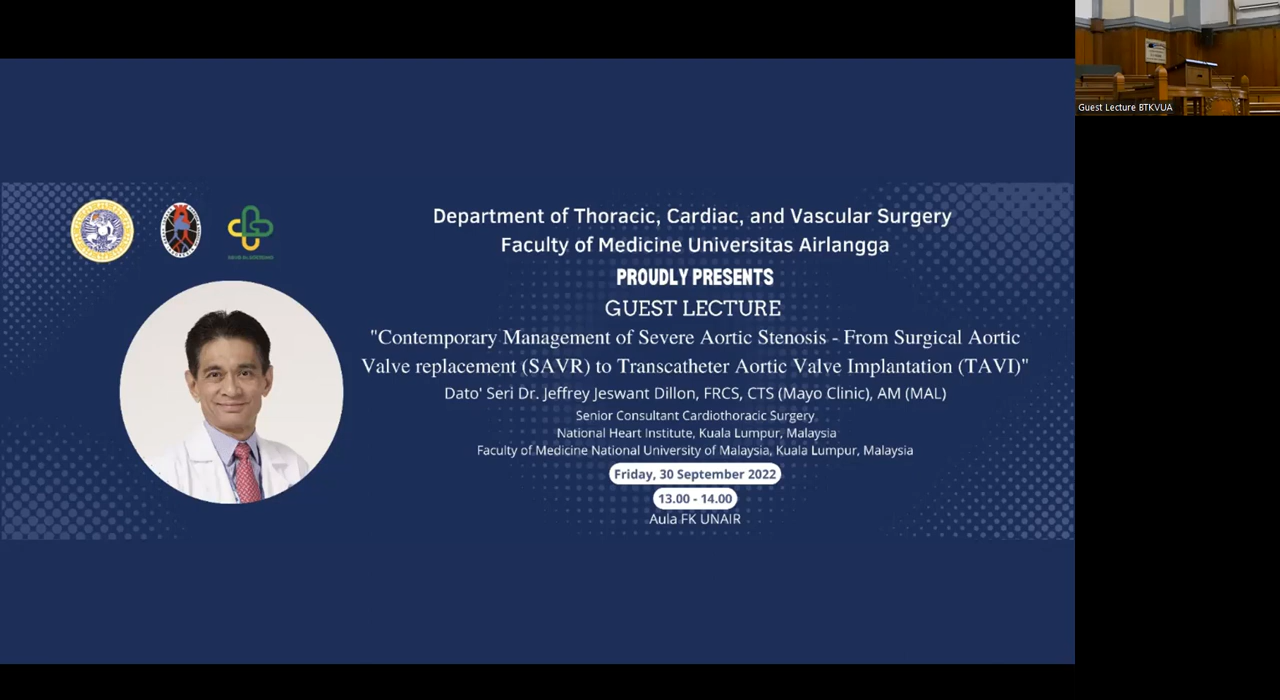 Department of Thoracic, Cardiac, and Vascular Surgery
Faculty of Medicine Universitas Airlangga
PROUDLY PRESENTS
GUEST LECTURE
"Contemporary Management of Severe Aortic Stenosis - From Surgical Aortic
Valve replacement (SAVR) to Transcatheter Aortic Valve Implantation (TAVI)"
Dato' Seri Dr. Jeffrey Jeswant Dillon, FRCS, CTS (Mayo Clinic), AM (MAL)
Senior Consultant Cardiothoracic Surgery
National Heart Institute, Kuala Lumpur, Malaysia
Faculty of Medicine National University of Malaysia, Kuala Lumpur, Malaysia
Friday, 30 September 2022
13.00 - 14.00
Aula FK UNAIR
Guest Lecture BTKVUA